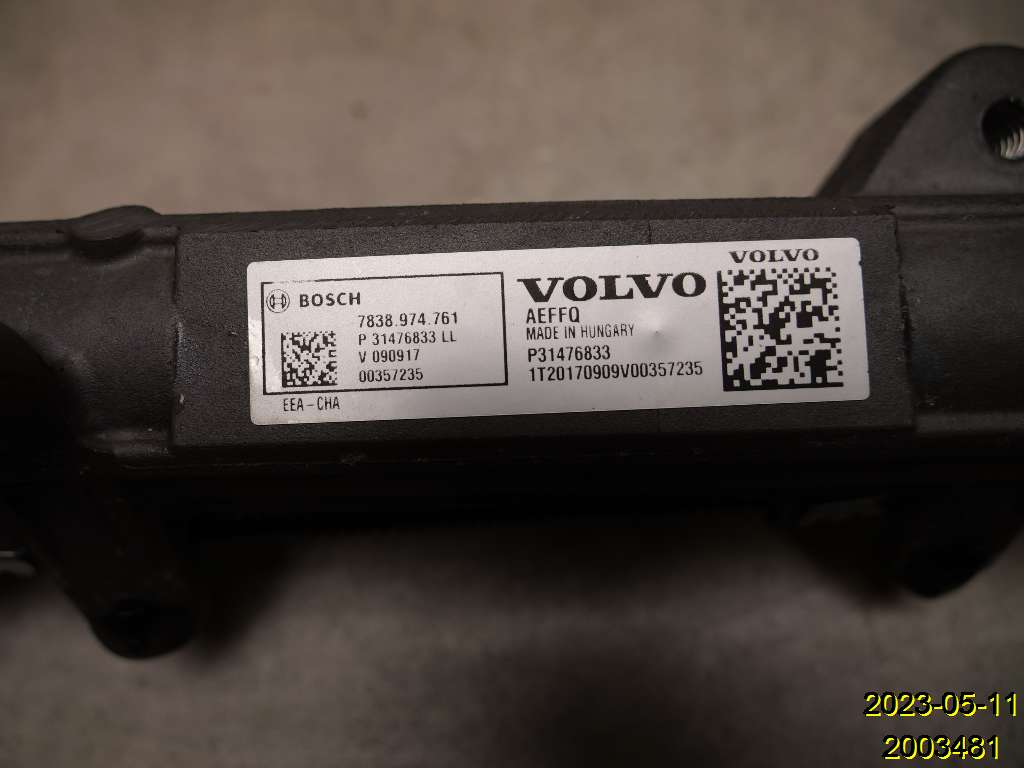 BOSCH
7838.974.761
P 31476833 LL
V 090917
00357235
EEA-CHA
VOLVO
AEFFQ
MADE IN HUNGARY
P31476833
1T20170909V00357235
VOLVO
2023-05-11
2003481